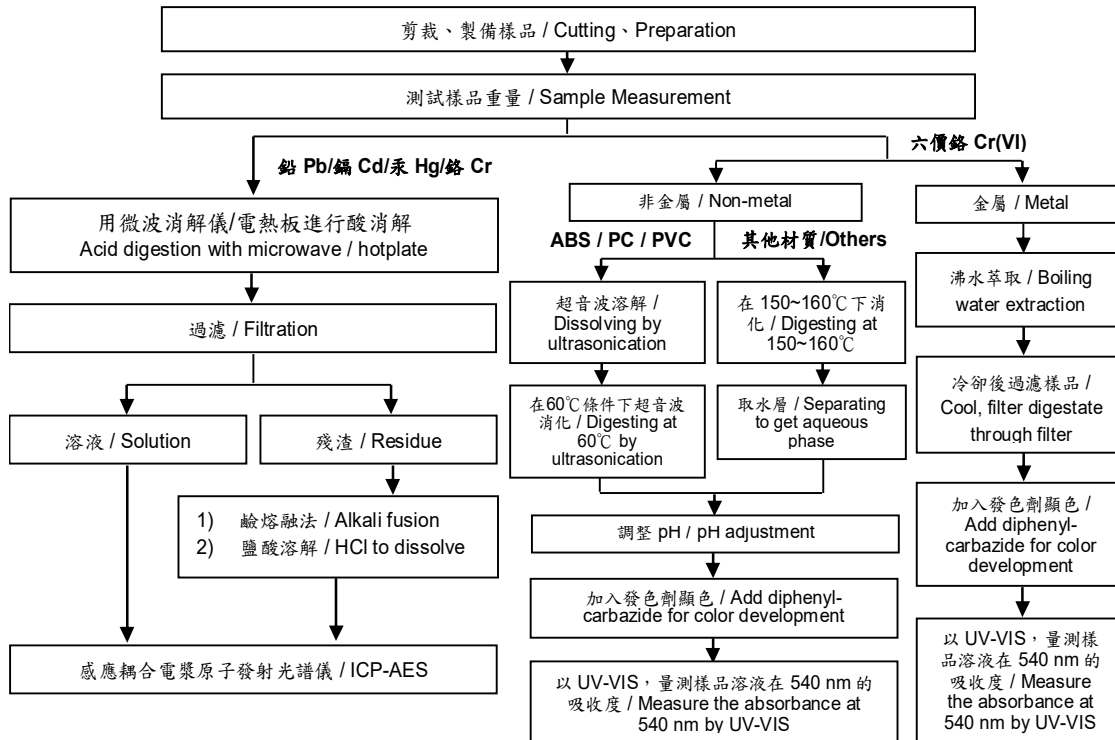 剪裁、製備樣品 / Cutting、Preparation
測試樣品重量 / Sample Measurement
鉛 Pb/鎘 Cd/汞 Hg/鉻 Cr
六價鉻 Cr(VI)
用微波消解儀/電熱板進行酸消解
Acid digestion with microwave / hotplate
過濾 / Filtration
溶液 / Solution
殘渣 / Residue
1) 鹼熔融法 / Alkali fusion
2) 鹽酸溶解 / HCl to dissolve
感應耦合電漿原子發射光譜儀 / ICP-AES
非金屬 / Non-metal
ABS / PC / PVC
其他材質/Others
超音波溶解 /
Dissolving by
ultrasonication
在 150~160℃下消
化 / Digesting at
150~160℃
在60℃條件下超音波
消化 / Digesting at
60℃ by
ultrasonication
取水層 / Separating
to get aqueous
phase
調整 pH / pH adjustment
加入發色劑顯色 / Add diphenyl-
carbazide for color development
以 UV-VIS，量測樣品溶液在 540 nm 的
吸收度 / Measure the absorbance at
540 nm by UV-VIS
金屬 / Metal
沸水萃取 / Boiling
water extraction
冷卻後過濾樣品 /
Cool, filter digestate
through filter
加入發色劑顯色 /
Add diphenyl-
carbazide for color
development
以 UV-VIS，量測樣
品溶液在 540 nm 的
吸收度 / Measure
the absorbance at
540 nm by UV-VIS